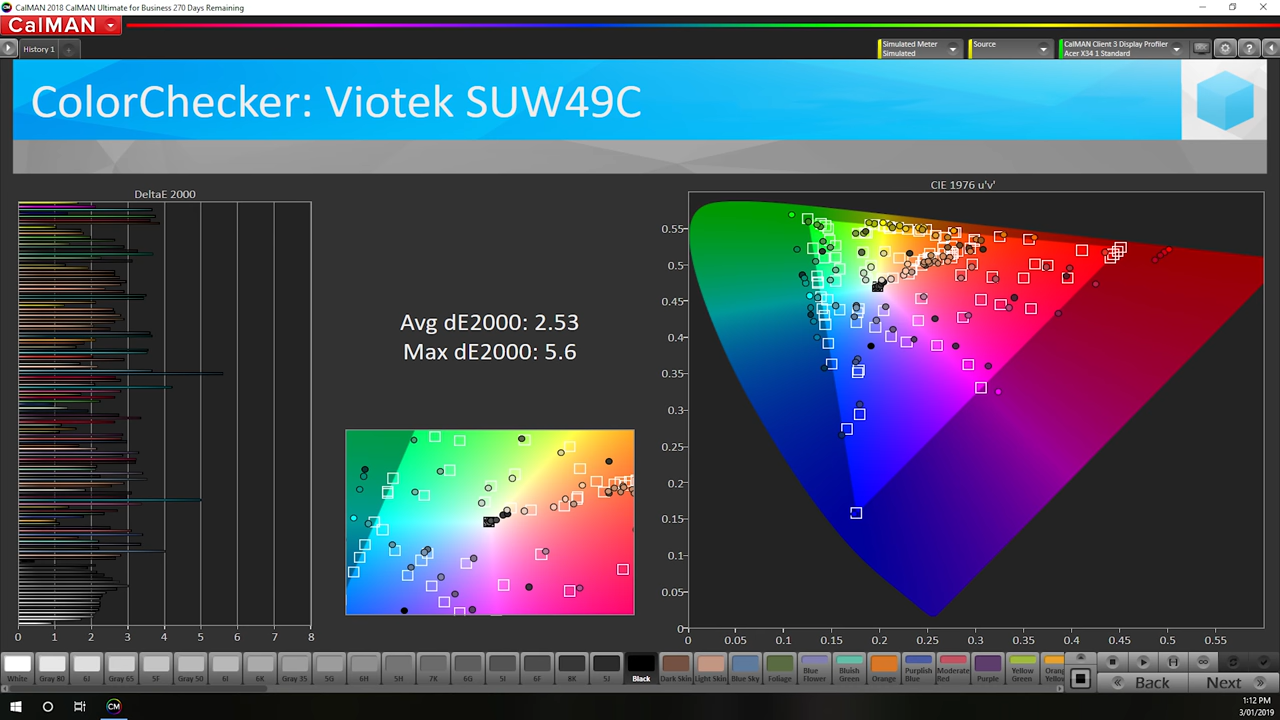 CalMAN 2018 CalMAN Ultimate for Business 270 Days Remaining
CalMAN
History 1
Simulated Meter
Simulated
Source
CalMAN Client 3 Display Profiler
Acer X34 1 Standard
ColorChecker: Viotek SUW49C
DeltaE 2000
0 1 2 3 4 5 6 7 8
Avg dE2000: 2.53
Max dE2000: 5.6
CIE 1976 u'v'
0.55
0.5
0.45
0.4
0.35
0.3
0.25
0.2
0.15
0.1
0.05
0
0 0.05 0.1 0.15 0.2 0.25 0.3 0.35 0.4 0.45 0.5 0.55
White
Gray 80
6J
Gray 65
5F
Gray 50
6I
6K
Gray 35
5G
6H
5H
7K
6G
5I
6F
8K
5J
Black
Dark Skin
Light Skin
Blue Sky
Foliage
Blue Flower
Bluish Green
Orange
Purplish Blue
Moderate Red
Purple
Yellow Green
Orange Yellow
Back
Next
CM
1:12 PM
3/01/2019